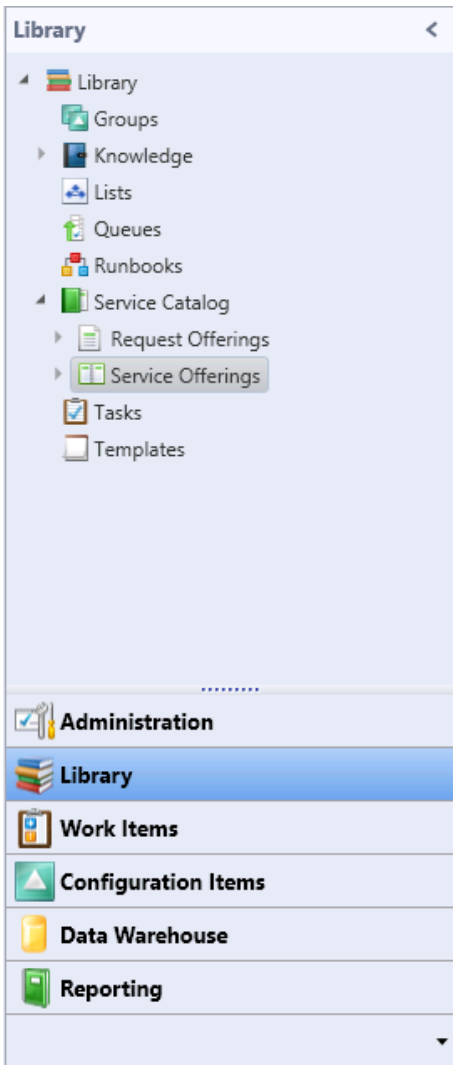 Library
Library
Groups
Knowledge
Lists
Queues
Runbooks
Service Catalog
Request Offerings
Service Offerings
Tasks
Templates
Administration
Library
Work Items
Configuration Items
Data Warehouse
Reporting